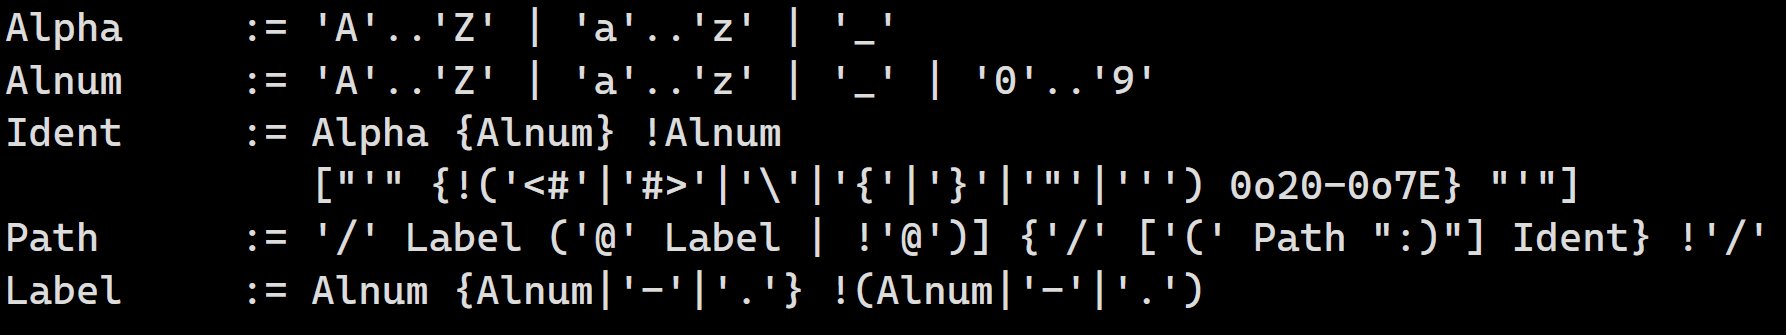 Alpha := 'A'..'Z' | 'a'..'z' | '_'
Alnum := 'A'..'Z' | 'a'..'z' | '_' | '0'..'9'
Ident := Alpha {Alnum} !Alnum
["'" {!('<#'|'#>'|'\'|'{'|'}'|'"'|''') 0o20-0o7E} "'"]
Path := '/' Label ('@' Label | !'@')] {'/' ['(' Path ":)"] Ident} !'/'
Label := Alnum {Alnum|'-'|'.'} !(Alnum|'-'|'.')